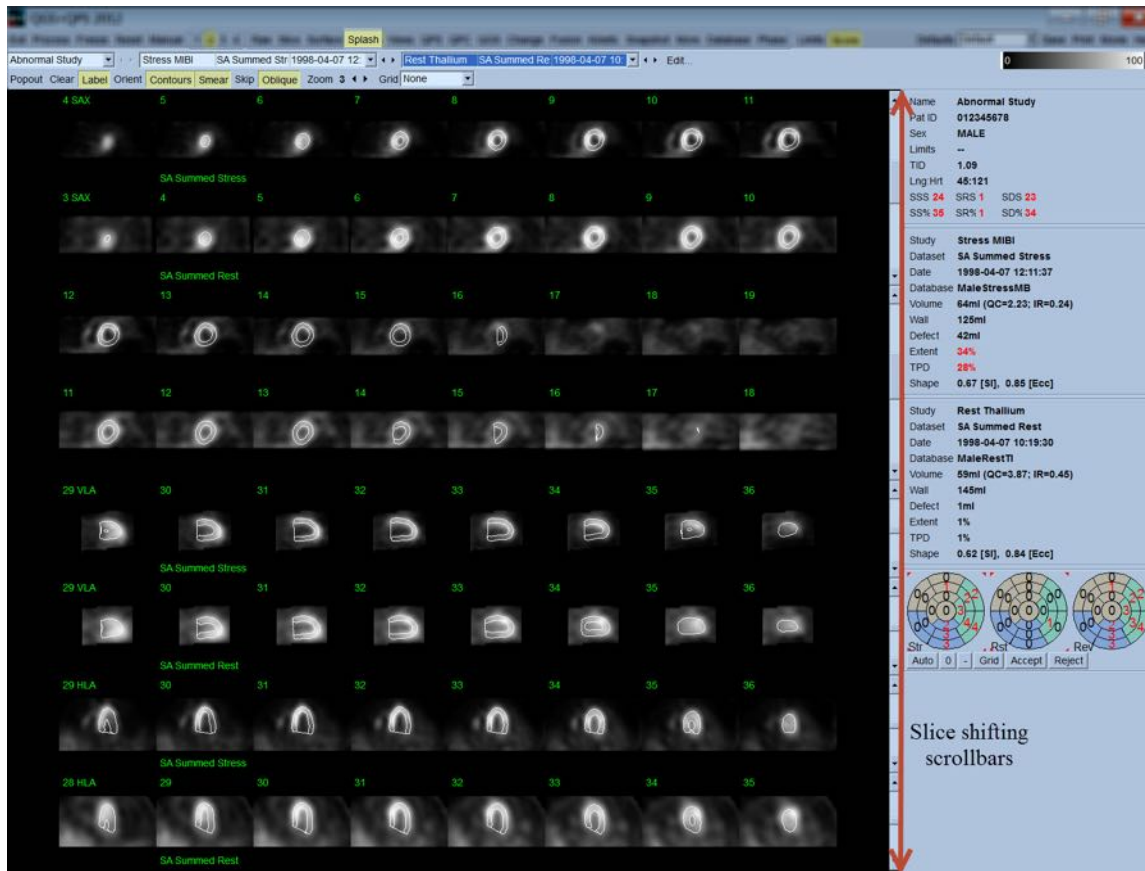 QGS+QPS 2012
Splash
Abnormal Study Stress MIBI SA Summed Str 1998-04-07 12: Rest Thallium SA Summed Re 1998-04-07 10: Edit...
0 100
Popout Clear Label Orient Contours Smear Skip Oblique Zoom 3 Grid None
4 SAX 5 6 7 8 9 10 11
SA Summed Stress
3 SAX 4 5 6 7 8 9 10
SA Summed Rest
12 13 14 15 16 17 18 19
11 12 13 14 15 16 17 18
29 VLA 30 31 32 33 34 35 36
SA Summed Stress
29 VLA 30 31 32 33 34 35 36
SA Summed Rest
29 HLA 30 31 32 33 34 35 36
SA Summed Stress
28 HLA 29 30 31 32 33 34 35
SA Summed Rest
Name Abnormal Study
Pat ID 012345678
Sex MALE
Limits --
TID 1.09
Lng:Hrt 45:121
SSS 24 SRS 1 SDS 23
SS% 35 SR% 1 SD% 34
Study Stress MIBI
Dataset SA Summed Stress
Date 1998-04-07 12:11:37
Database MaleStressMB
Volume 64ml (QC=2.23; IR=0.24)
Wall 125ml
Defect 42ml
Extent 34%
TPD 28%
Shape 0.67 [SI], 0.85 [Ecc]
Study Rest Thallium
Dataset SA Summed Rest
Date 1998-04-07 10:19:30
Database MaleRestTl
Volume 59ml (QC=3.87; IR=0.45)
Wall 145ml
Defect 1ml
Extent 1%
TPD 1%
Shape 0.62 [SI], 0.84 [Ecc]
Str Rst Rev
Auto 0 - Grid Accept Reject
Slice shifting
scrollbars